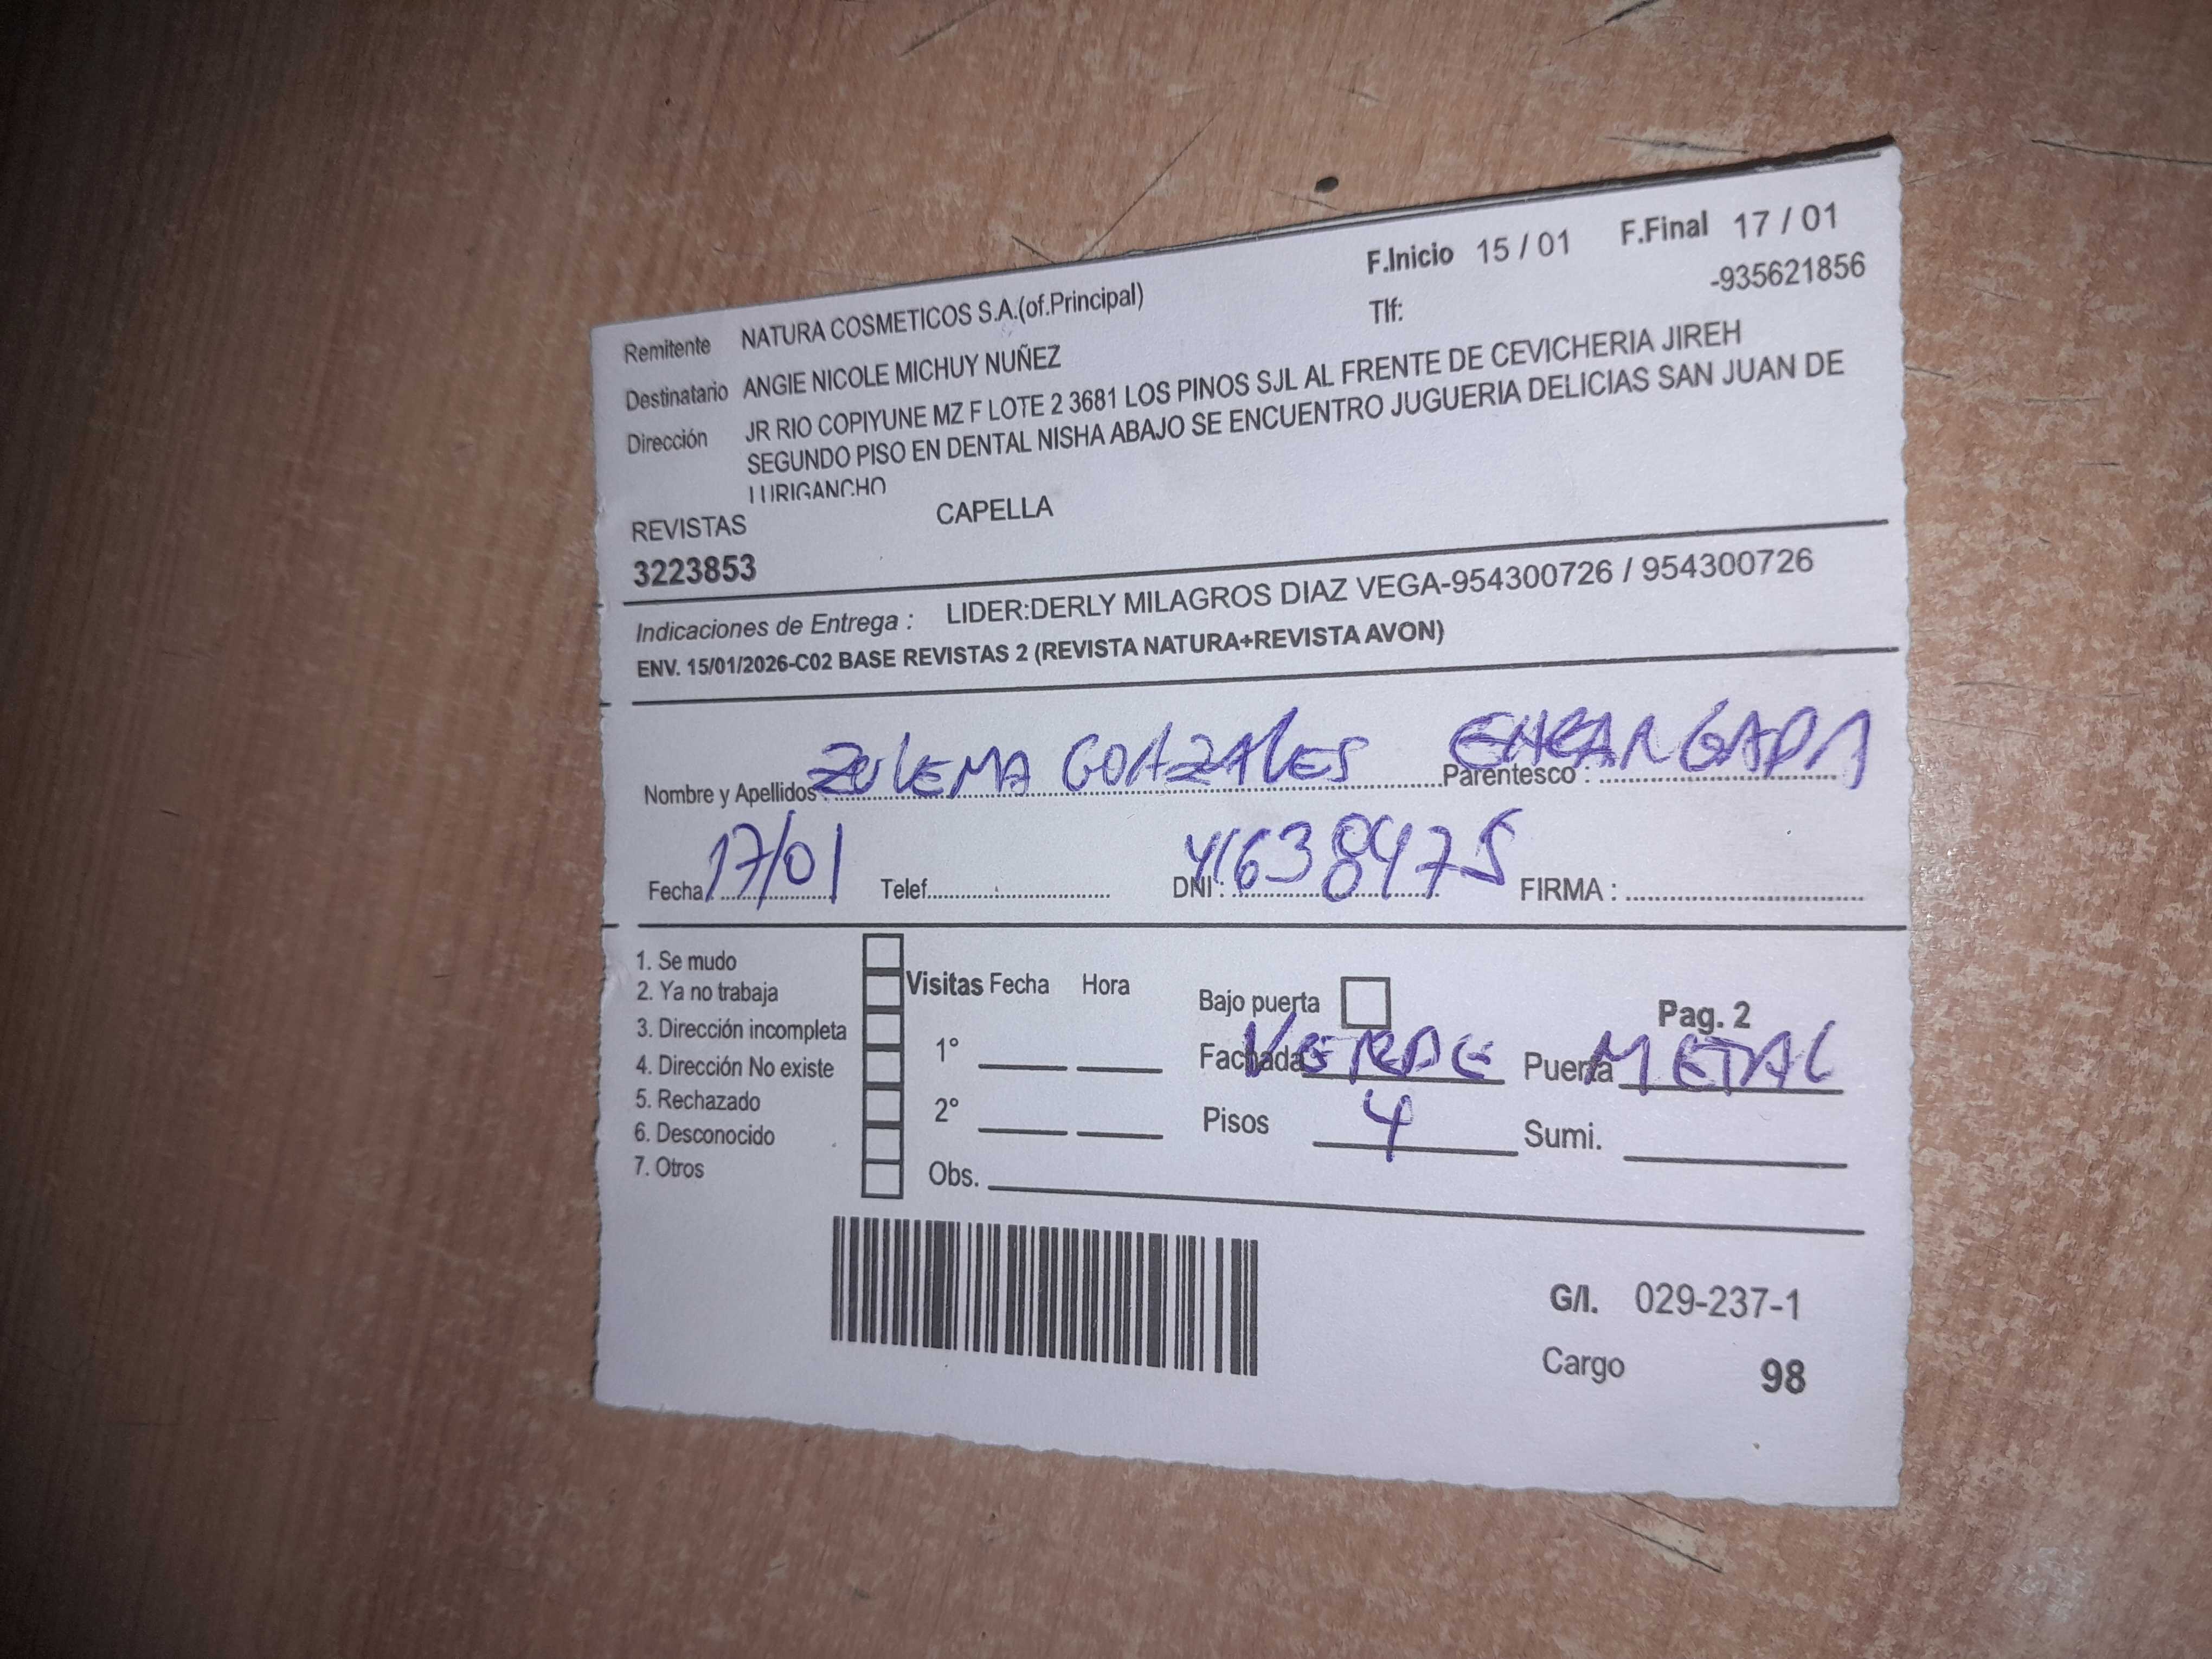 F.Inicio 15 / 01 F.Final 17 / 01
Remitente NATURA COSMETICOS S.A.(of.Principal) Tlf: -935621856
Destinatario ANGIE NICOLE MICHUY NUÑEZ
Dirección JR RIO COPIYUNE MZ F LOTE 2 3681 LOS PINOS SJL AL FRENTE DE CEVICHERIA JIREH
SEGUNDO PISO EN DENTAL NISHA ABAJO SE ENCUENTRO JUGUERIA DELICIAS SAN JUAN DE
LURIGANCHO
REVISTAS CAPELLA
3223853
Indicaciones de Entrega : LIDER:DERLY MILAGROS DIAZ VEGA-954300726 / 954300726
ENV. 15/01/2026-C02 BASE REVISTAS 2 (REVISTA NATURA+REVISTA AVON)
Nombre y Apellidos : ZULEMA GONZALES Parentesco : ENCARGADA
Fecha 17/01 Telef. DNI : 41638475 FIRMA :
1. Se mudo
2. Ya no trabaja
3. Dirección incompleta
4. Dirección No existe
5. Rechazado
6. Desconocido
7. Otros
Visitas Fecha Hora
1°
2°
Obs.
Bajo puerta Pag. 2
Fachada VERDE Puerta METAL
Pisos 4 Sumi.
G/I. 029-237-1
Cargo 98